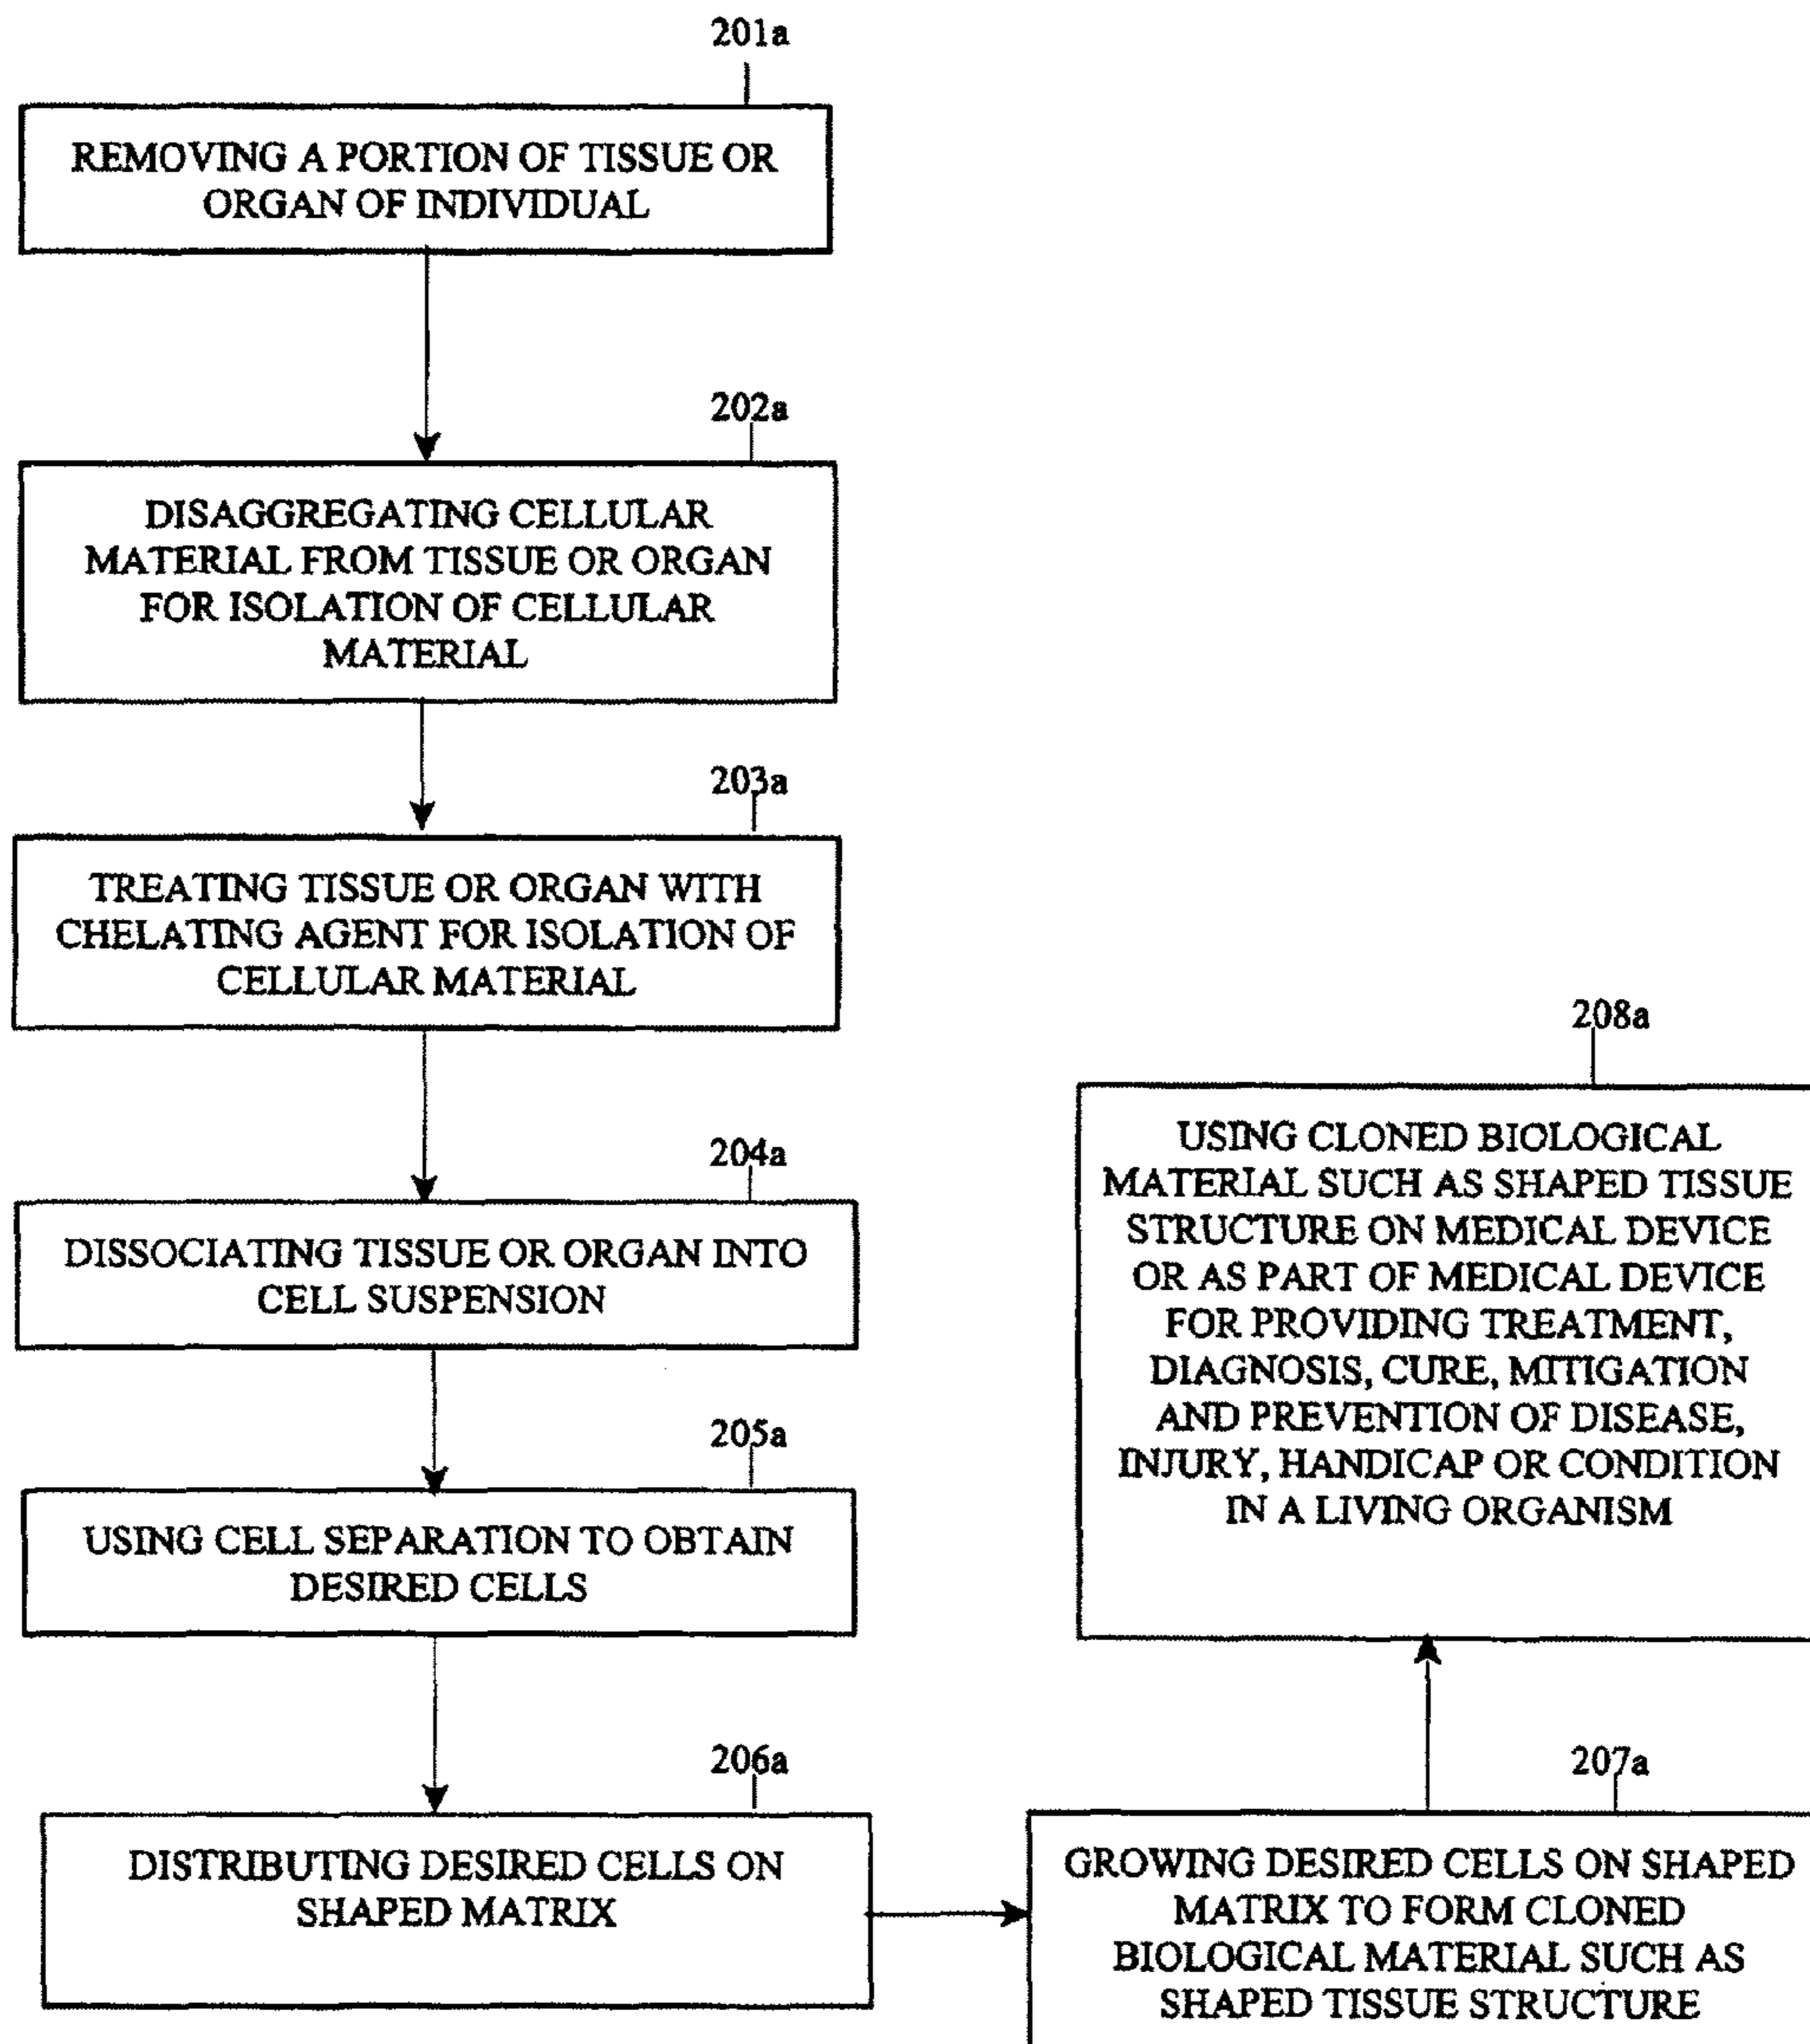 201a
REMOVING A PORTION OF TISSUE OR
ORGAN OF INDIVIDUAL
202a
DISAGGREGATING CELLULAR
MATERIAL FROM TISSUE OR ORGAN
FOR ISOLATION OF CELLULAR
MATERIAL
203a
TREATING TISSUE OR ORGAN WITH
CHELATING AGENT FOR ISOLATION OF
CELLULAR MATERIAL
204a
DISSOCIATING TISSUE OR ORGAN INTO
CELL SUSPENSION
205a
USING CELL SEPARATION TO OBTAIN
DESIRED CELLS
206a
DISTRIBUTING DESIRED CELLS ON
SHAPED MATRIX
207a
GROWING DESIRED CELLS ON SHAPED
MATRIX TO FORM CLONED
BIOLOGICAL MATERIAL SUCH AS
SHAPED TISSUE STRUCTURE
208a
USING CLONED BIOLOGICAL
MATERIAL SUCH AS SHAPED TISSUE
STRUCTURE ON MEDICAL DEVICE
OR AS PART OF MEDICAL DEVICE
FOR PROVIDING TREATMENT,
DIAGNOSIS, CURE, MITIGATION
AND PREVENTION OF DISEASE,
INJURY, HANDICAP OR CONDITION
IN A LIVING ORGANISM